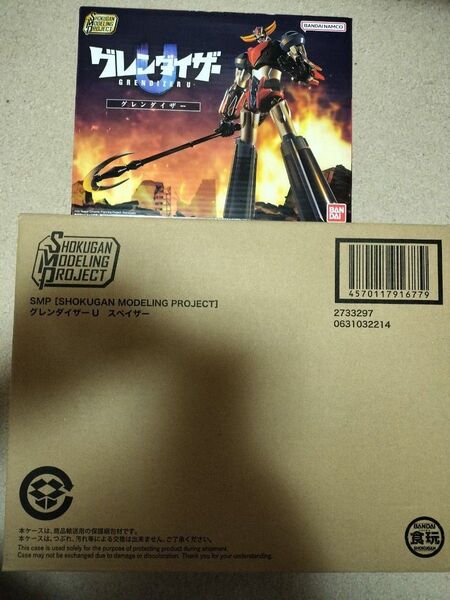 SHOKUGAN
MODELING
PROJECT
BANDAI NAMCO
グレンダイザー
U
GRENDIZER U
グレンダイザー
BANDAI
SHOKUGAN
MODELING
PROJECT
SMP [SHOKUGAN MODELING PROJECT]
グレンダイザーU スペイザー
4570117916779
2733297
0631032214
本ケースは、商品輸送用の保護梱包材です。
本ケースに、つぶれ、汚れ等による交換は出来ません。ご了承ください。
This case is used solely for the purpose of protecting product during shipment.
Case may not be exchanged due to damage or discoloration. Thank you for your understanding.
BANDAI
食玩
SHOKUGAN